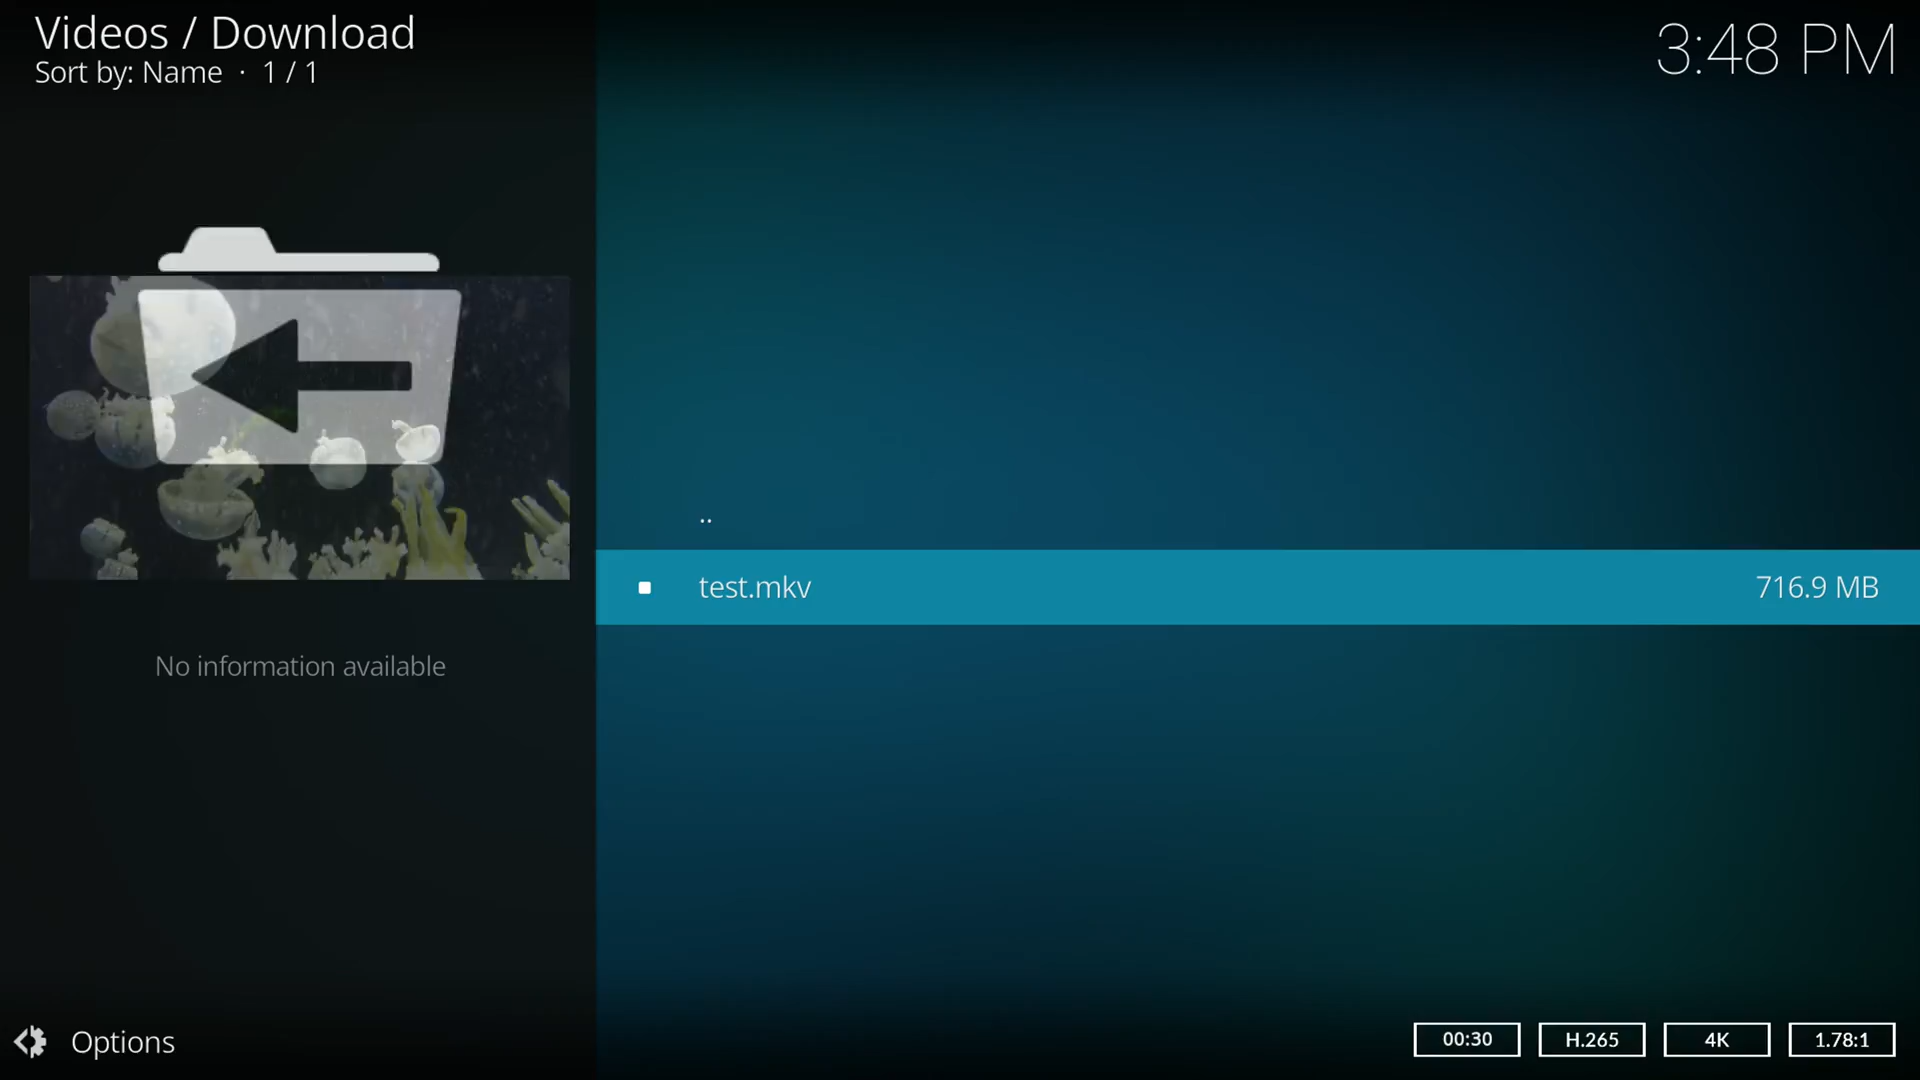 Videos / Download
Sort by: Name · 1 / 1
3:48 PM
..
test.mkv 716.9 MB
No information available
Options
00:30 H.265 4K 1.78:1